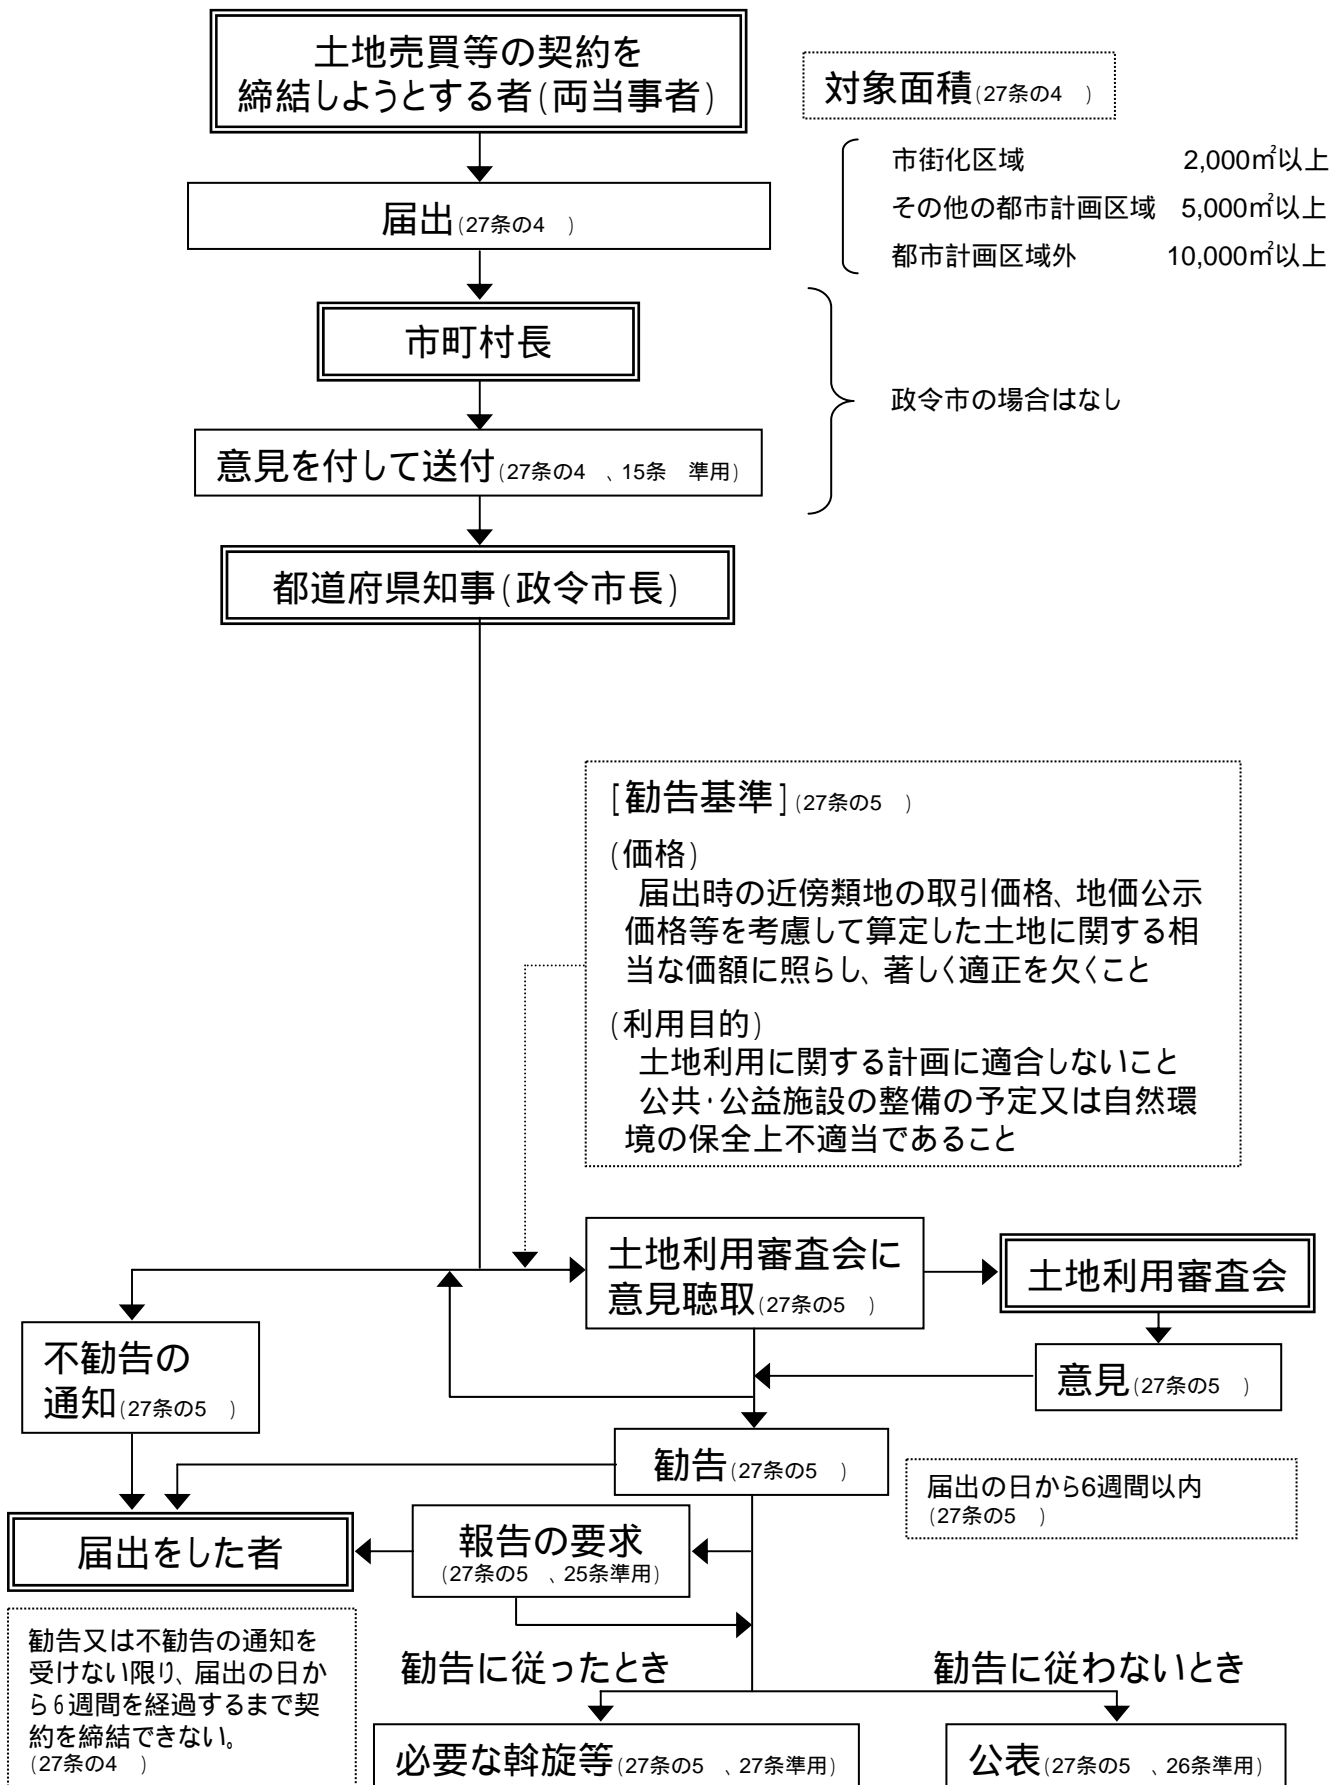 土地売買等の契約を
締結しようとする者(両当事者)
対象面積(27条の4　)
市街化区域　2,000㎡以上
その他の都市計画区域　5,000㎡以上
都市計画区域外　10,000㎡以上
届出(27条の4　)
市町村長
政令市の場合はなし
意見を付して送付(27条の4　、15条　準用)
都道府県知事(政令市長)
[勧告基準](27条の5　)
(価格)
届出時の近傍類地の取引価格、地価公示
価格等を考慮して算定した土地に関する相
当な価額に照らし、著しく適正を欠くこと
(利用目的)
土地利用に関する計画に適合しないこと
公共・公益施設の整備の予定又は自然環
境の保全上不適当であること
土地利用審査会に
意見聴取(27条の5　)
土地利用審査会
不勧告の
通知(27条の5　)
意見(27条の5　)
勧告(27条の5　)
届出の日から6週間以内
(27条の5　)
届出をした者
報告の要求
(27条の5　、25条準用)
勧告又は不勧告の通知を
受けない限り、届出の日か
ら6週間を経過するまで契
約を締結できない。
(27条の4　)
勧告に従ったとき
勧告に従わないとき
必要な斡旋等(27条の5　、27条準用)
公表(27条の5　、26条準用)